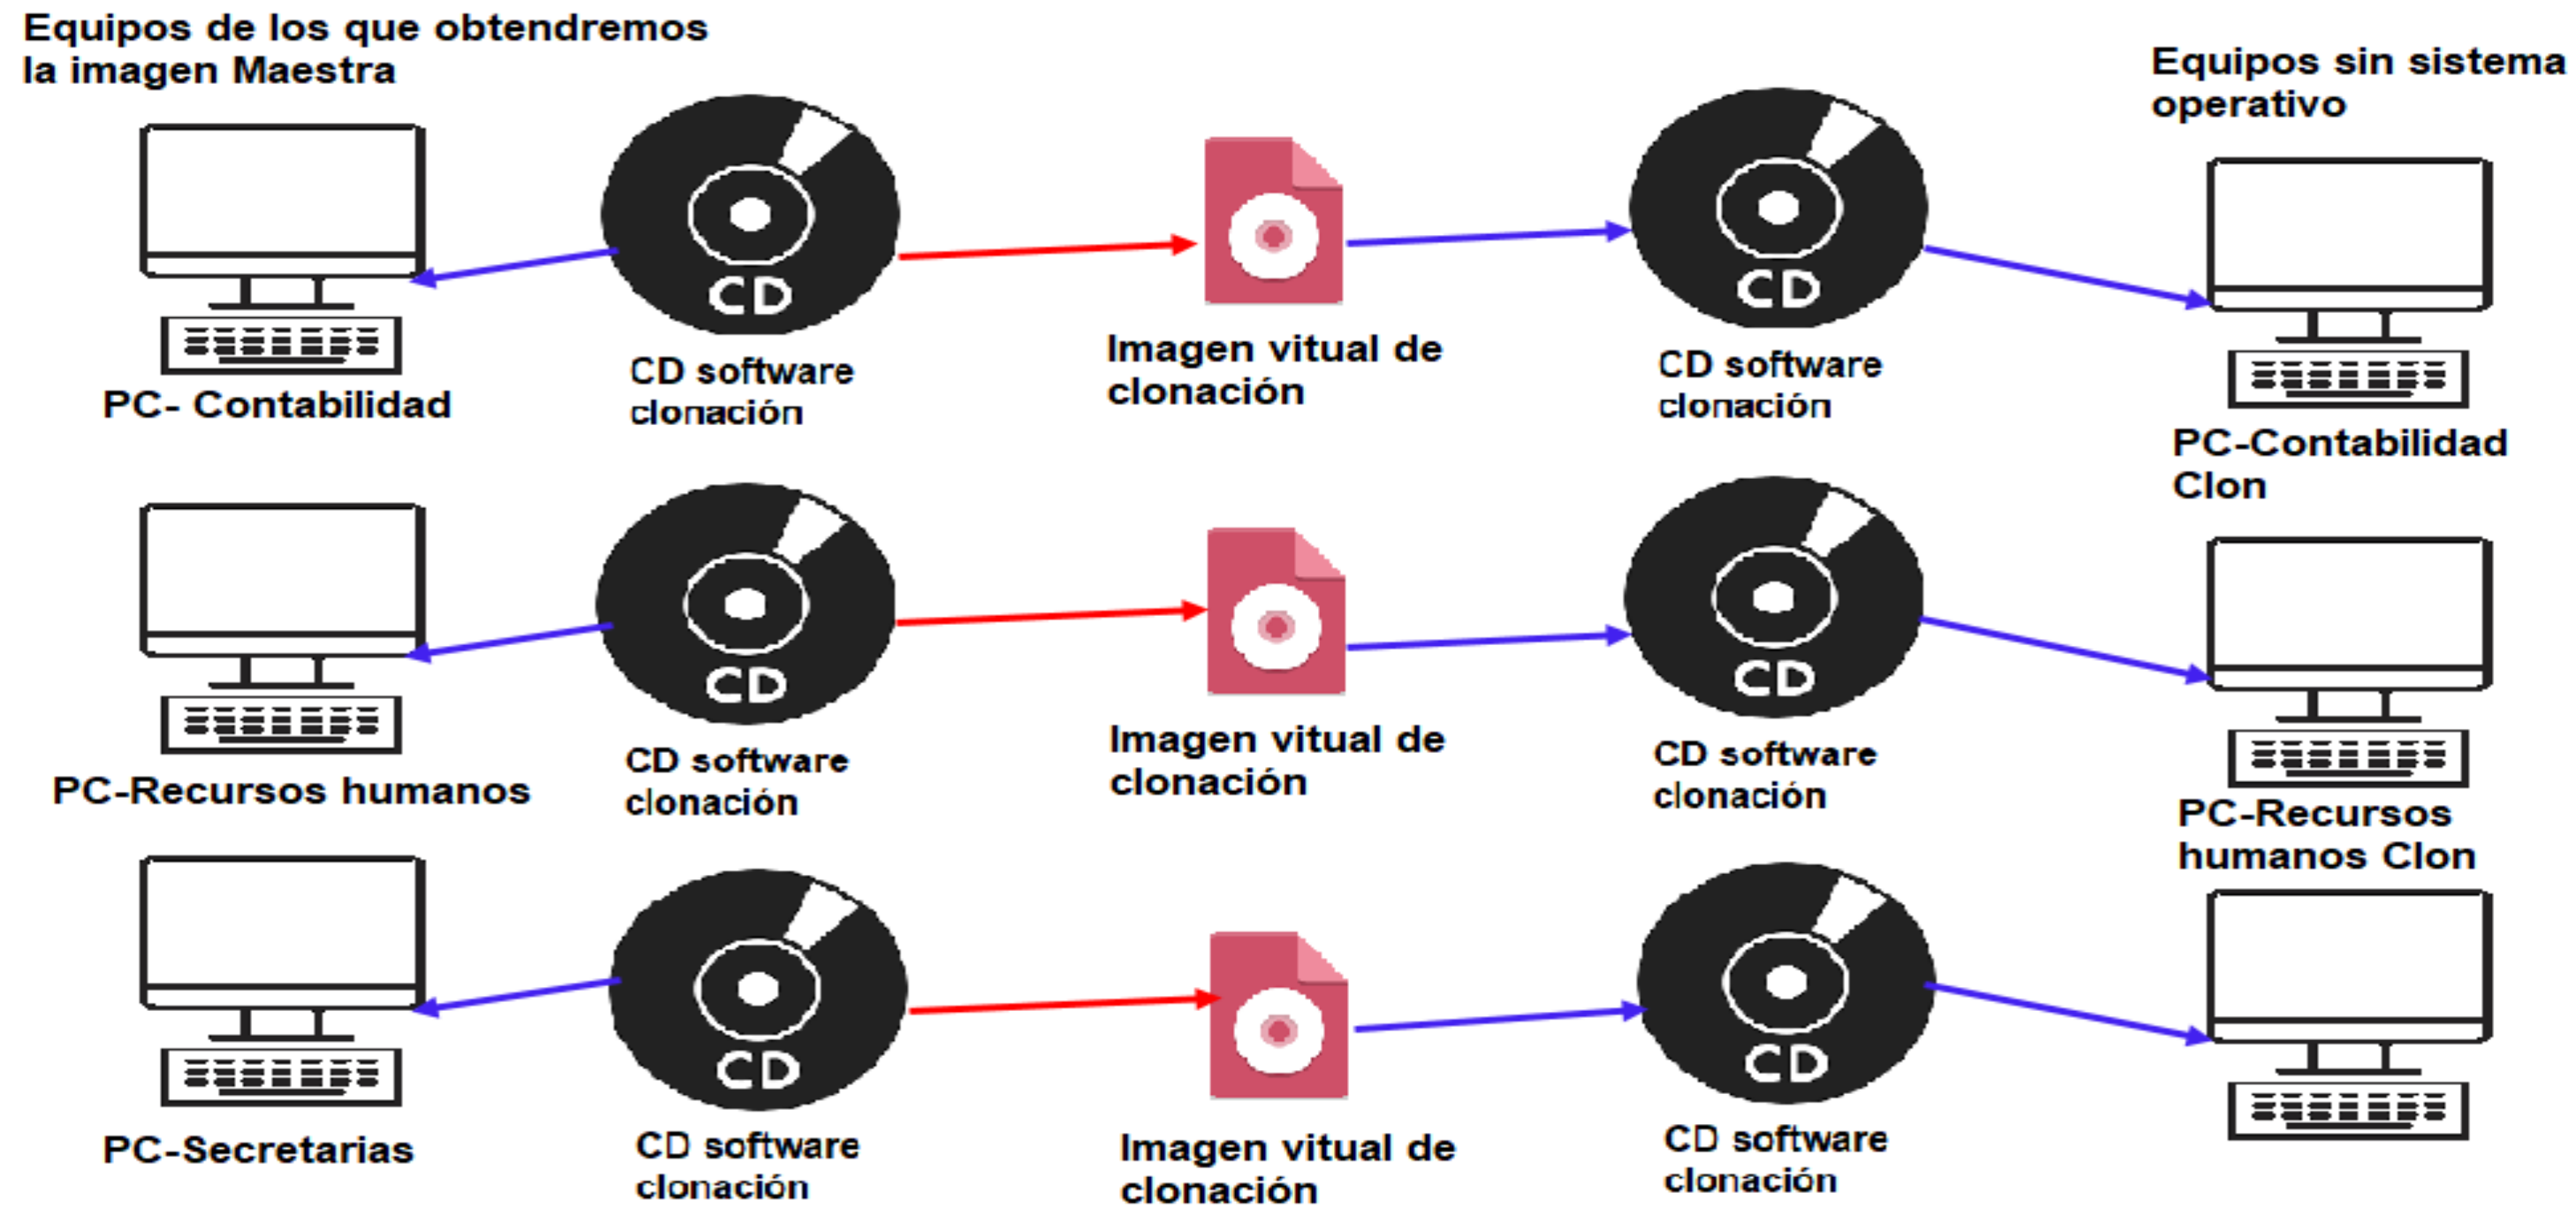 Equipos de los que obtendremos
la imagen Maestra
Equipos sin sistema
operativo
CD
CD
CD software
clonación
Imagen vitual de
clonación
CD software
clonación
PC- Contabilidad
PC-Contabilidad
Clon
CD
CD
CD software
clonación
Imagen vitual de
clonación
CD software
clonación
PC-Recursos humanos
PC-Recursos
humanos Clon
CD
CD
CD software
clonación
Imagen vitual de
clonación
CD software
clonación
PC-Secretarias